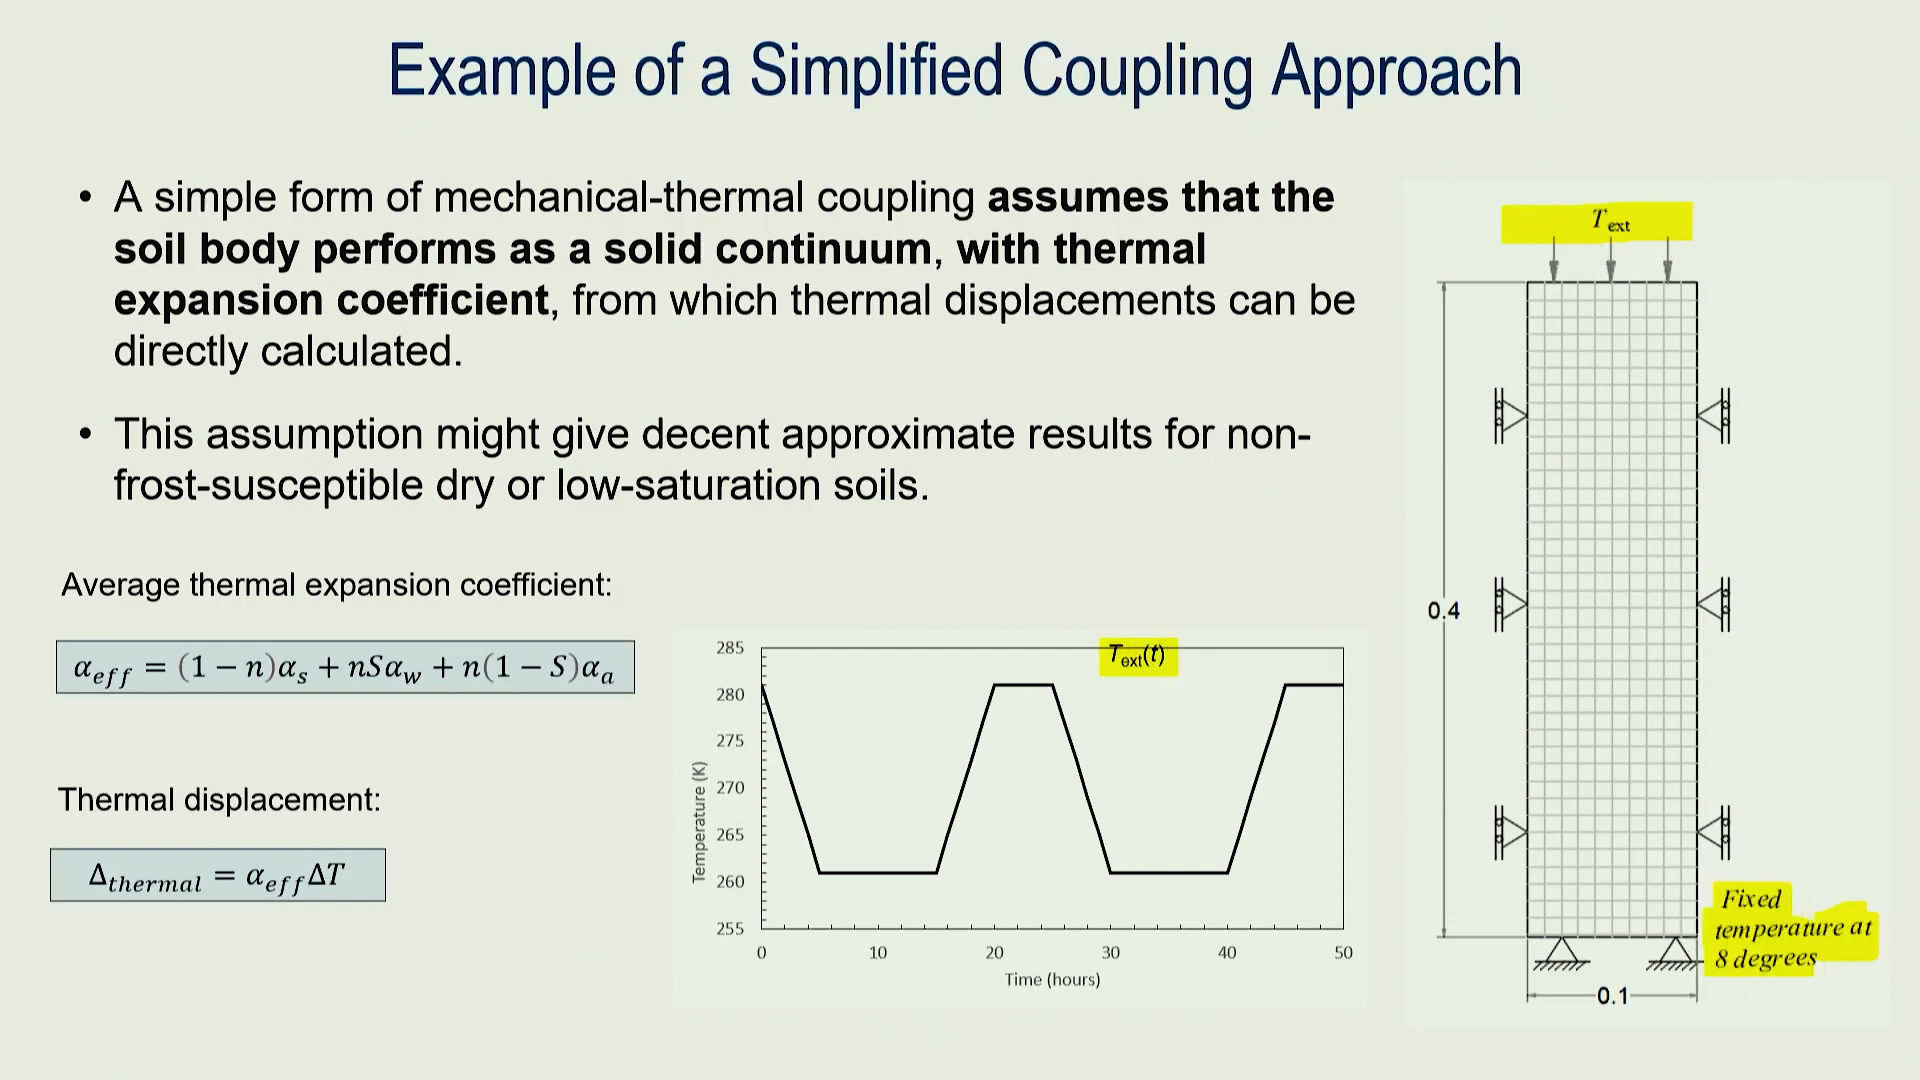 Example of a Simplified Coupling Approach
• A simple form of mechanical-thermal coupling assumes that the
soil body performs as a solid continuum, with thermal
expansion coefficient, from which thermal displacements can be
directly calculated.
• This assumption might give decent approximate results for non-
frost-susceptible dry or low-saturation soils.
Average thermal expansion coefficient:
α_eff = (1 − n)α_s + nSα_w + n(1 − S)α_a
Thermal displacement:
Δ_thermal = α_eff ΔT
T_ext(t)
285
280
275
270
265
260
255
Temperature (K)
0 10 20 30 40 50
Time (hours)
T_ext
0.4
Fixed
temperature at
8 degrees
0.1